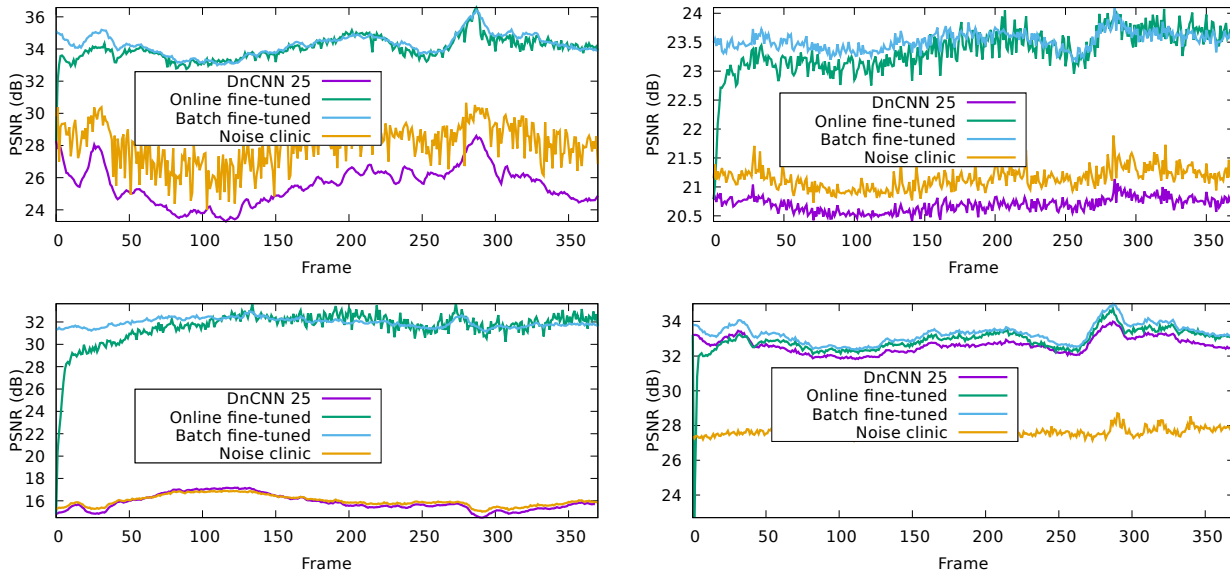 36
34
32
30
28
26
24
PSNR (dB)
DnCNN 25
Online fine-tuned
Batch fine-tuned
Noise clinic
0 50 100 150 200 250 300 350
Frame
24
23.5
23
22.5
22
21.5
21
20.5
PSNR (dB)
DnCNN 25
Online fine-tuned
Batch fine-tuned
Noise clinic
0 50 100 150 200 250 300 350
Frame
32
30
28
26
24
22
20
18
16
PSNR (dB)
DnCNN 25
Online fine-tuned
Batch fine-tuned
Noise clinic
0 50 100 150 200 250 300 350
Frame
34
32
30
28
26
24
PSNR (dB)
DnCNN 25
Online fine-tuned
Batch fine-tuned
Noise clinic
0 50 100 150 200 250 300 350
Frame